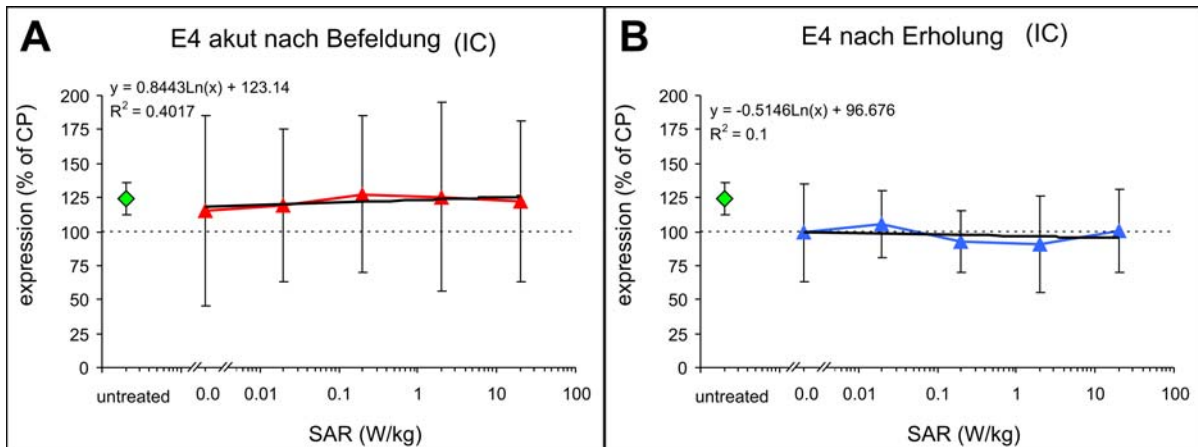 A
E4 akut nach Befeldung (IC)
y = 0.8443Ln(x) + 123.14
R² = 0.4017
expression (% of CP)
200
175
150
125
100
75
50
25
0
untreated
0.0
0.01
0.1
1
10
100
SAR (W/kg)
B
E4 nach Erholung (IC)
y = -0.5146Ln(x) + 96.676
R² = 0.1
expression (% of CP)
200
175
150
125
100
75
50
25
0
untreated
0.0
0.01
0.1
1
10
100
SAR (W/kg)